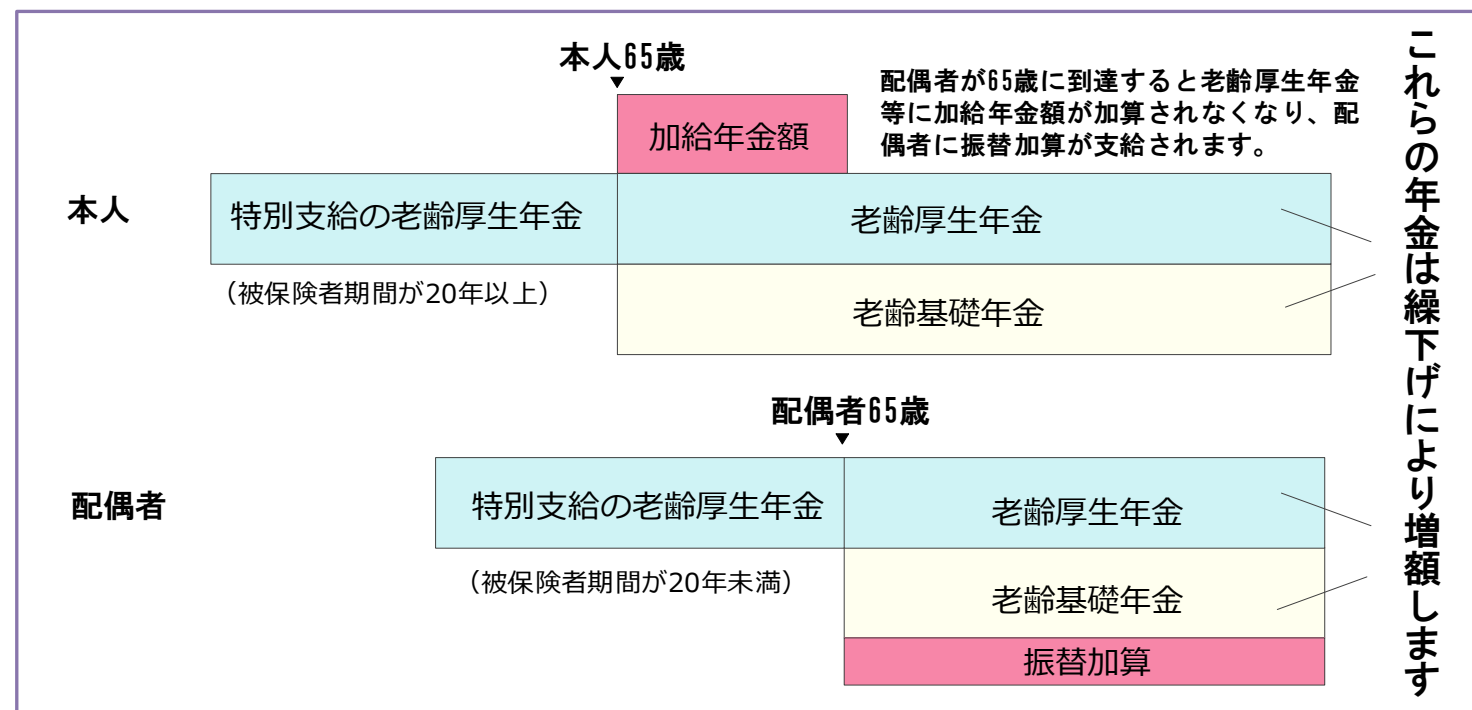 本人65歳
配偶者が65歳に到達すると老齢厚生年金
等に加給年金額が加算されなくなり、配
偶者に振替加算が支給されます。
加給年金額
本人
特別支給の老齢厚生年金
老齢厚生年金
（被保険者期間が20年以上）
老齢基礎年金
配偶者65歳
配偶者
特別支給の老齢厚生年金
老齢厚生年金
（被保険者期間が20年未満）
老齢基礎年金
振替加算
これらの年金は繰下げにより増額します